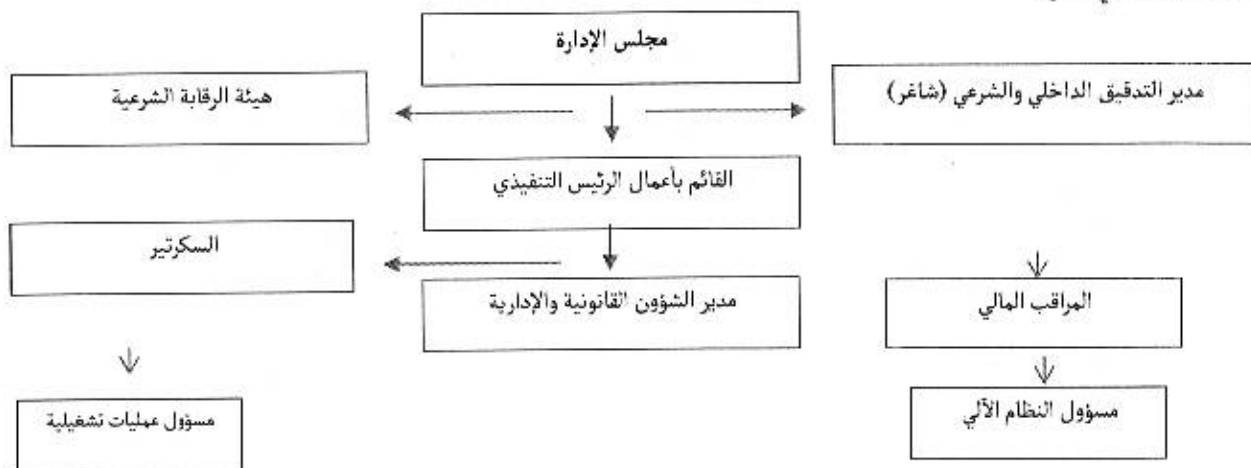 مجلس الإدارة
مدير التدقيق الداخلي والشرعي (شاغر)
هيئة الرقابة الشرعية
القائم بأعمال الرئيس التنفيذي
السكرتير
مدير الشؤون القانونية والإدارية
المراقب المالي
مسؤول النظام الآلي
مسؤول عمليات تشغيلية